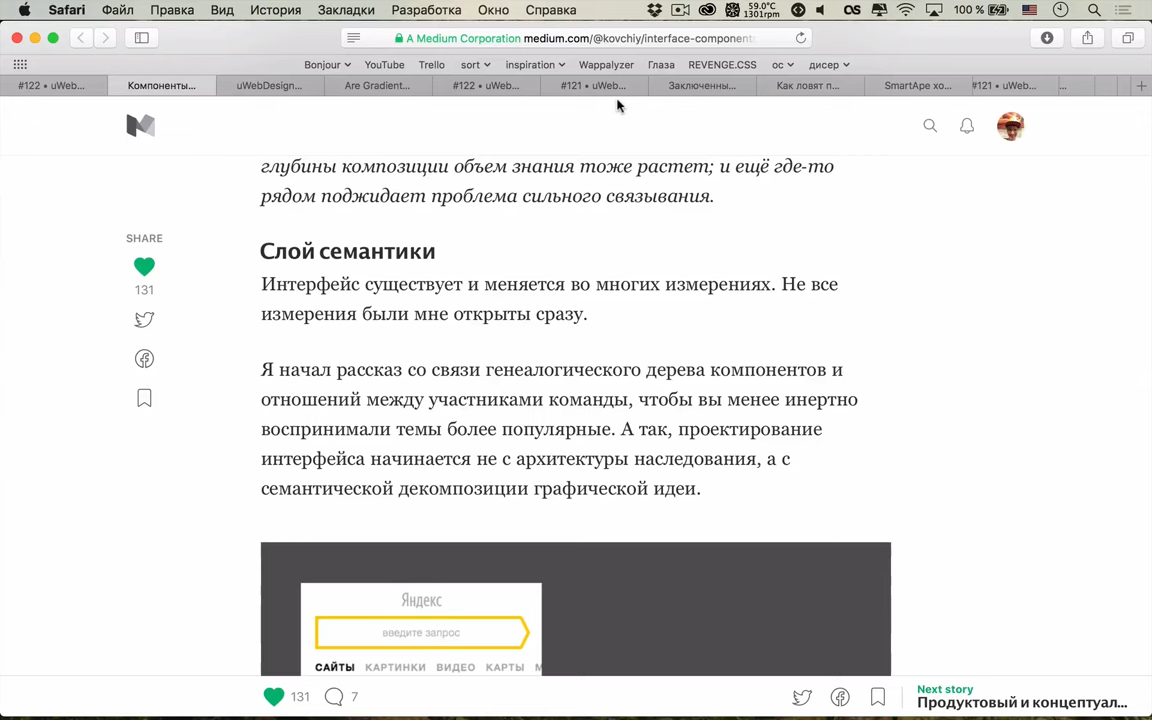 Safari Файл Правка Вид История Закладки Разработка Окно Справка 59.0°C 1301rpm 100 %
A Medium Corporation medium.com/@kovchiy/interface-component
Bonjour YouTube Trello sort inspiration Wappalyzer Глаза REVENGE.CSS ос дисер
#122 • uWeb... Компоненты... uWebDesign... Are Gradient... #122 • uWeb... #121 • uWeb... Заключенны... Как ловят п... SmartApe хо... #121 • uWeb... ...
глубины композиции объем знания тоже растет; и ещё где-то
рядом поджидает проблема сильного связывания.
SHARE
131
Слой семантики
Интерфейс существует и меняется во многих измерениях. Не все
измерения были мне открыты сразу.
Я начал рассказ со связи генеалогического дерева компонентов и
отношений между участниками команды, чтобы вы менее инертно
воспринимали темы более популярные. А так, проектирование
интерфейса начинается не с архитектуры наследования, а с
семантической декомпозиции графической идеи.
Яндекс
введите запрос
САЙТЫ КАРТИНКИ ВИДЕО КАРТЫ
131 7
Next story
Продуктовый и концептуал...